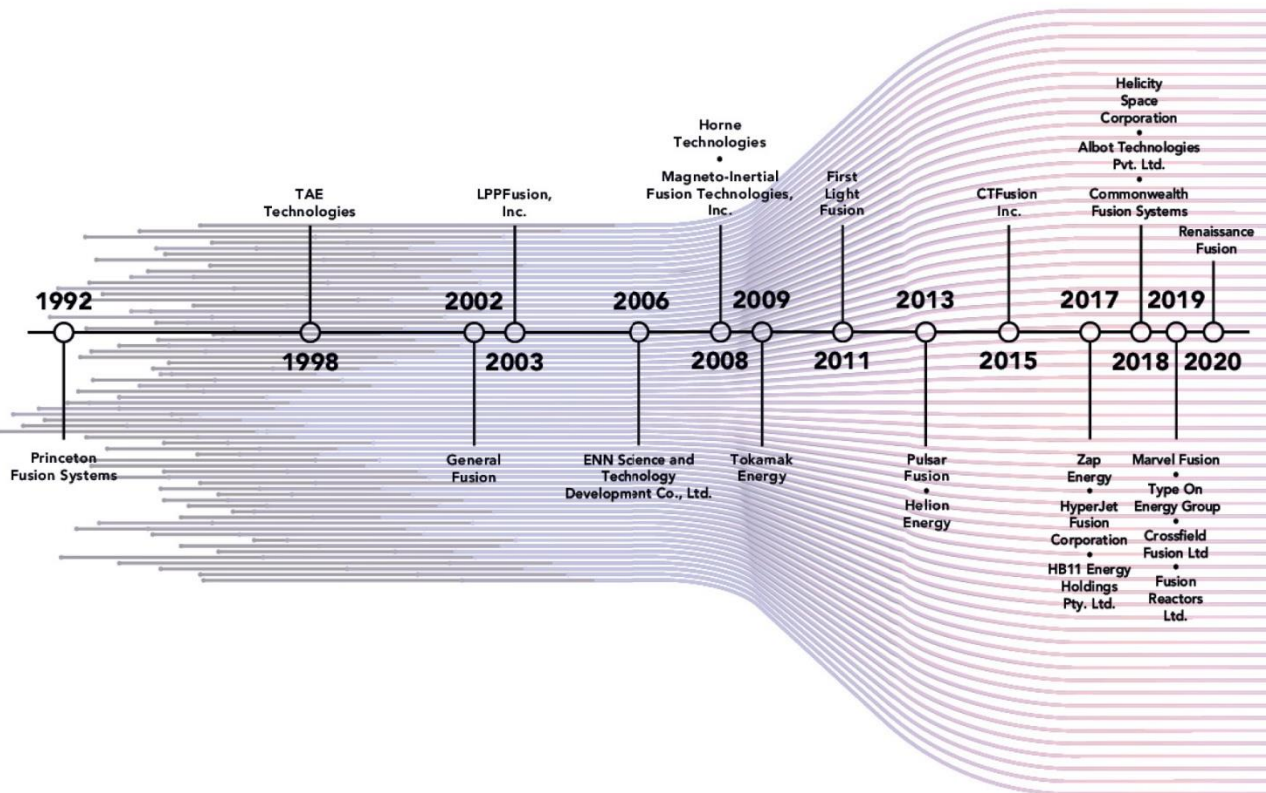 Helicity
Space
Corporation
•
Albot Technologies
Pvt. Ltd.
•
Commonwealth
Fusion Systems
Horne
Technologies
•
Magneto-Inertial
Fusion Technologies,
Inc.
First
Light
Fusion
TAE
Technologies
LPPFusion,
Inc.
CTFusion
Inc.
Renaissance
Fusion
1992
2002
2006
2009
2013
2017
2019
1998
2003
2008
2011
2015
2018
2020
Princeton
Fusion Systems
General
Fusion
ENN Science and
Technology
Development Co., Ltd.
Tokamak
Energy
Pulsar
Fusion
•
Helion
Energy
Zap
Energy
•
HyperJet
Fusion
Corporation
•
HB11 Energy
Holdings
Pty. Ltd.
Marvel Fusion
•
Type On
Energy Group
•
Crossfield
Fusion Ltd
•
Fusion
Reactors
Ltd.